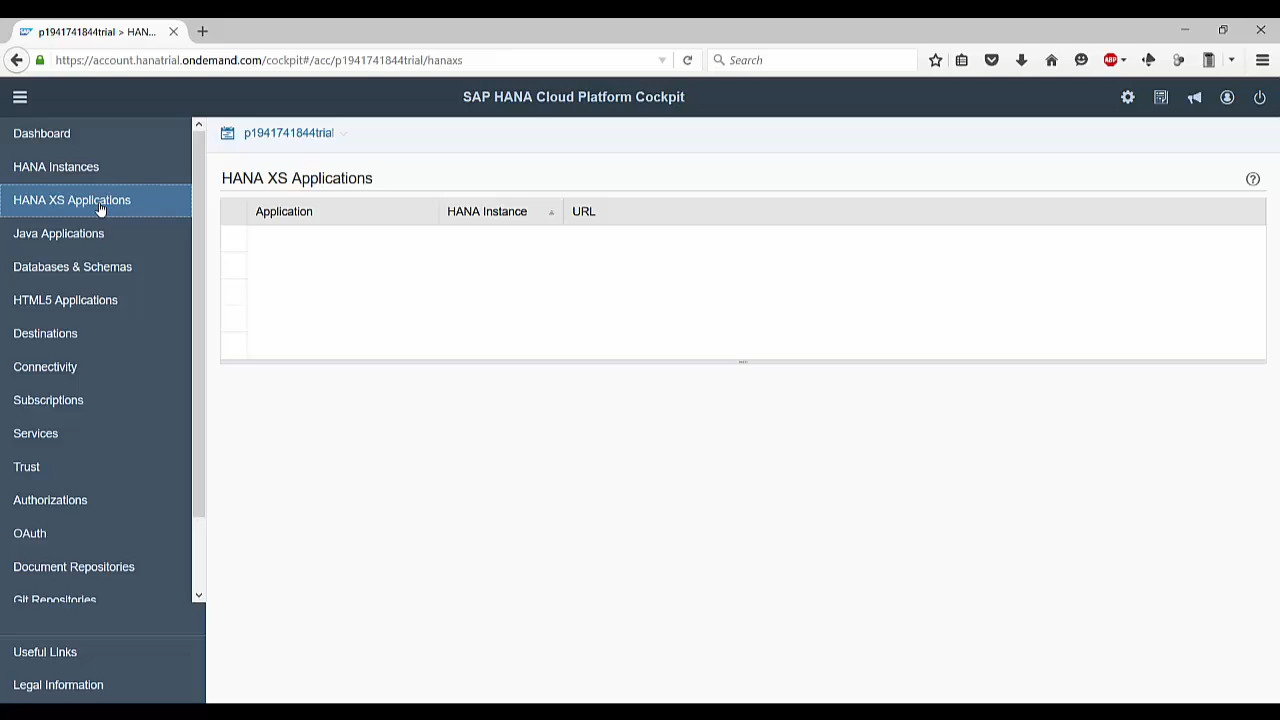 p1941741844trial > HAN...
https://account.hanatrial.ondemand.com/cockpit#/acc/p1941741844trial/hanaxs
Search
ABP
SAP HANA Cloud Platform Cockpit
Dashboard
HANA Instances
HANA XS Applications
Java Applications
Databases & Schemas
HTML5 Applications
Destinations
Connectivity
Subscriptions
Services
Trust
Authorizations
OAuth
Document Repositories
Git Repositories
Useful Links
Legal Information
p1941741844trial
HANA XS Applications
Application HANA Instance URL